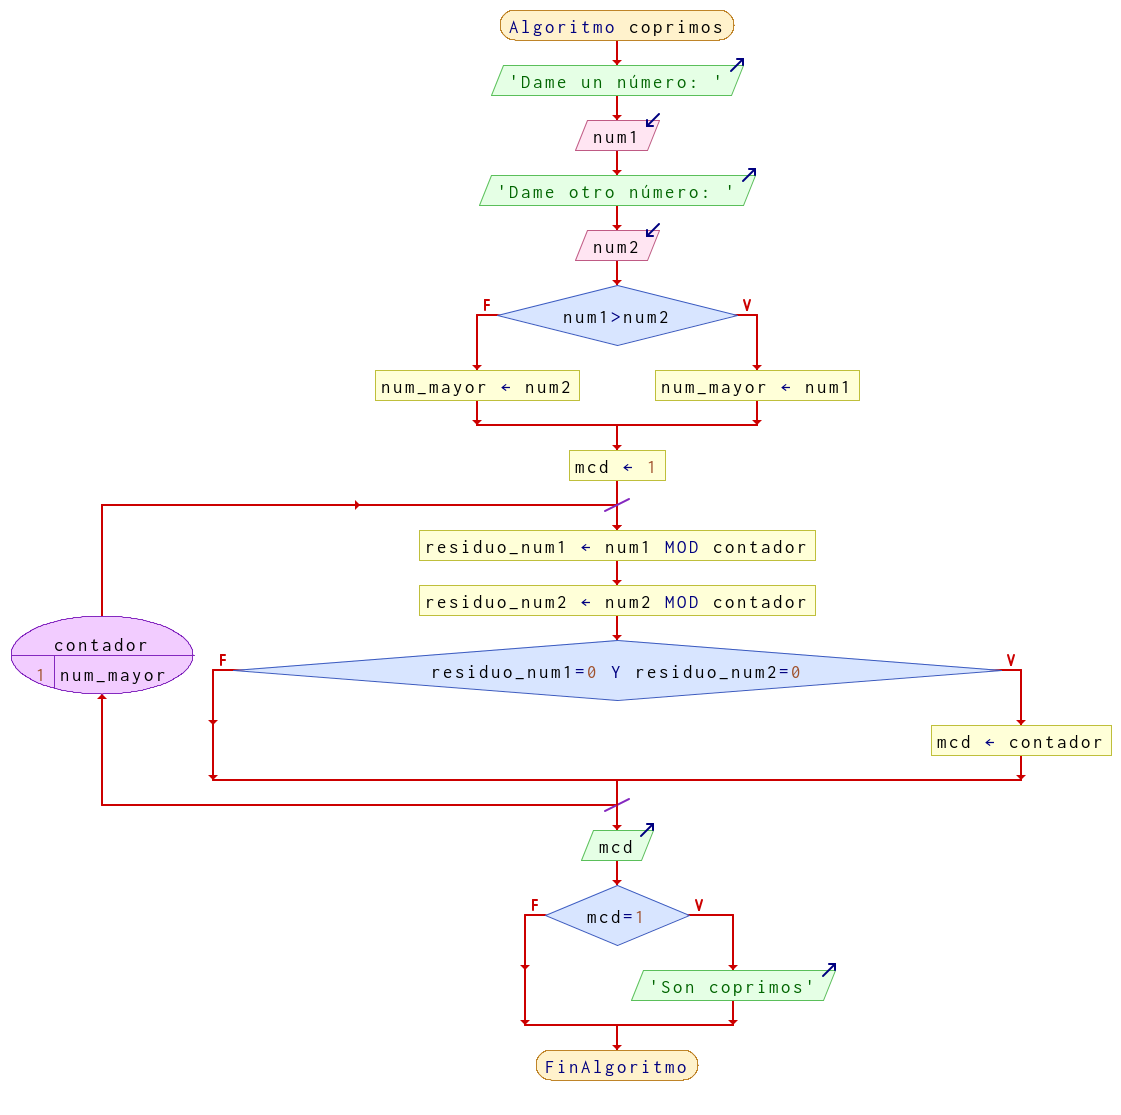 Algoritmo coprimos
'Dame un número: '
num1
'Dame otro número: '
num2
num1>num2
F
V
num_mayor ← num2
num_mayor ← num1
mcd ← 1
residuo_num1 ← num1 MOD contador
residuo_num2 ← num2 MOD contador
contador
1 num_mayor
F
V
residuo_num1=0 Y residuo_num2=0
mcd ← contador
mcd
F
V
mcd=1
'Son coprimos'
FinAlgoritmo